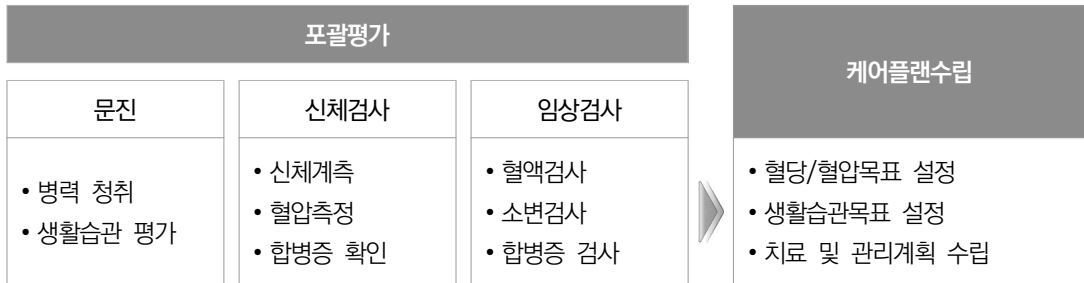 포괄평가
문진
• 병력 청취
• 생활습관 평가
신체검사
• 신체계측
• 혈압측정
• 합병증 확인
임상검사
• 혈액검사
• 소변검사
• 합병증 검사
케어플랜수립
• 혈당/혈압목표 설정
• 생활습관목표 설정
• 치료 및 관리계획 수립